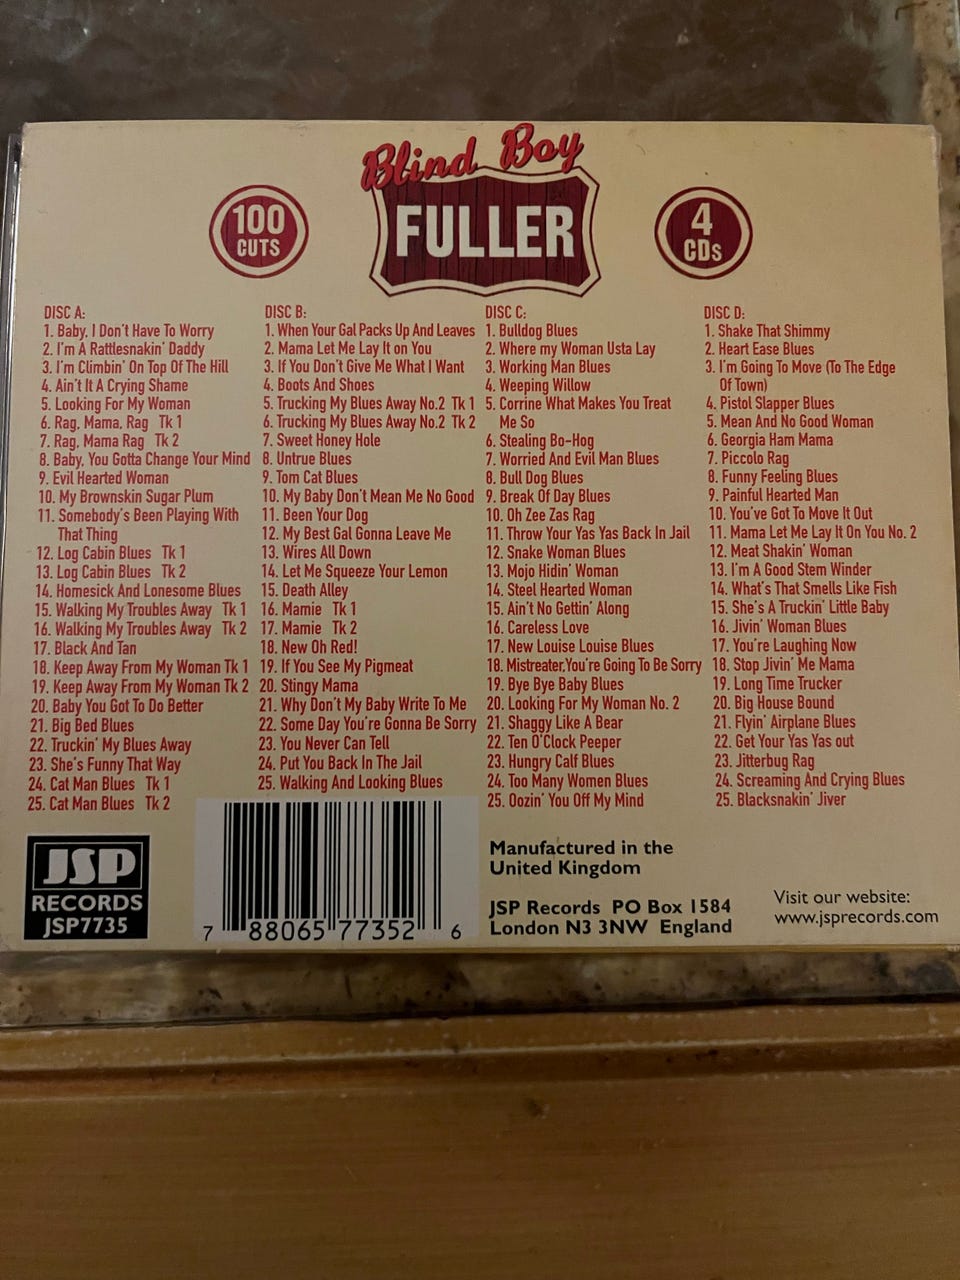 Blind Boy
FULLER
100
CUTS
4
CDs
DISC A:
1. Baby, I Don't Have To Worry
2. I'm A Rattlesnakin' Daddy
3. I'm Climbin' On Top Of The Hill
4. Ain't It A Crying Shame
5. Looking For My Woman
6. Rag, Mama, Rag Tk 1
7. Rag, Mama Rag Tk 2
8. Baby, You Gotta Change Your Mind
9. Evil Hearted Woman
10. My Brownskin Sugar Plum
11. Somebody's Been Playing With
That Thing
12. Log Cabin Blues Tk 1
13. Log Cabin Blues Tk 2
14. Homesick And Lonesome Blues
15. Walking My Troubles Away Tk 1
16. Walking My Troubles Away Tk 2
17. Black And Tan
18. Keep Away From My Woman Tk 1
19. Keep Away From My Woman Tk 2
20. Baby You Got To Do Better
21. Big Bed Blues
22. Truckin' My Blues Away
23. She's Funny That Way
24. Cat Man Blues Tk 1
25. Cat Man Blues Tk 2
DISC B:
1. When Your Gal Packs Up And Leaves
2. Mama Let Me Lay It on You
3. If You Don't Give Me What I Want
4. Boots And Shoes
5. Trucking My Blues Away No.2 Tk 1
6. Trucking My Blues Away No.2 Tk 2
7. Sweet Honey Hole
8. Untrue Blues
9. Tom Cat Blues
10. My Baby Don't Mean Me No Good
11. Been Your Dog
12. My Best Gal Gonna Leave Me
13. Wires All Down
14. Let Me Squeeze Your Lemon
15. Death Alley
16. Mamie Tk 1
17. Mamie Tk 2
18. New Oh Red!
19. If You See My Pigmeat
20. Stingy Mama
21. Why Don't My Baby Write To Me
22. Some Day You're Gonna Be Sorry
23. You Never Can Tell
24. Put You Back In The Jail
25. Walking And Looking Blues
DISC C:
1. Bulldog Blues
2. Where my Woman Usta Lay
3. Working Man Blues
4. Weeping Willow
5. Corrine What Makes You Treat
Me So
6. Stealing Bo-Hog
7. Worried And Evil Man Blues
8. Bull Dog Blues
9. Break Of Day Blues
10. Oh Zee Zas Rag
11. Throw Your Yas Yas Back In Jail
12. Snake Woman Blues
13. Mojo Hidin' Woman
14. Steel Hearted Woman
15. Ain't No Gettin' Along
16. Careless Love
17. New Louise Louise Blues
18. Mistreater,You're Going To Be Sorry
19. Bye Bye Baby Blues
20. Looking For My Woman No. 2
21. Shaggy Like A Bear
22. Ten O'Clock Peeper
23. Hungry Calf Blues
24. Too Many Women Blues
25. Oozin' You Off My Mind
DISC D:
1. Shake That Shimmy
2. Heart Ease Blues
3. I'm Going To Move (To The Edge
Of Town)
4. Pistol Slapper Blues
5. Mean And No Good Woman
6. Georgia Ham Mama
7. Piccolo Rag
8. Funny Feeling Blues
9. Painful Hearted Man
10. You've Got To Move It Out
11. Mama Let Me Lay It On You No. 2
12. Meat Shakin' Woman
13. I'm A Good Stem Winder
14. What's That Smells Like Fish
15. She's A Truckin' Little Baby
16. Jivin' Woman Blues
17. You're Laughing Now
18. Stop Jivin' Me Mama
19. Long Time Trucker
20. Big House Bound
21. Flyin' Airplane Blues
22. Get Your Yas Yas out
23. Jitterbug Rag
24. Screaming And Crying Blues
25. Blacksnakin' Jiver
JSP
RECORDS
JSP7735
7 88065 77352 6
Manufactured in the
United Kingdom
JSP Records PO Box 1584
London N3 3NW England
Visit our website:
www.jsprecords.com